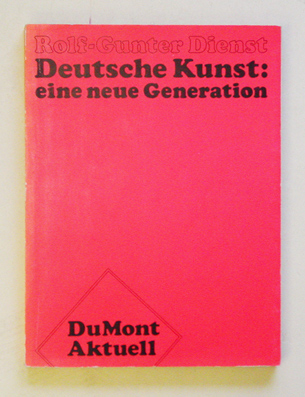 Rolf-Gunter Dienst
Deutsche Kunst:
eine neue Generation
DuMont
Aktuell